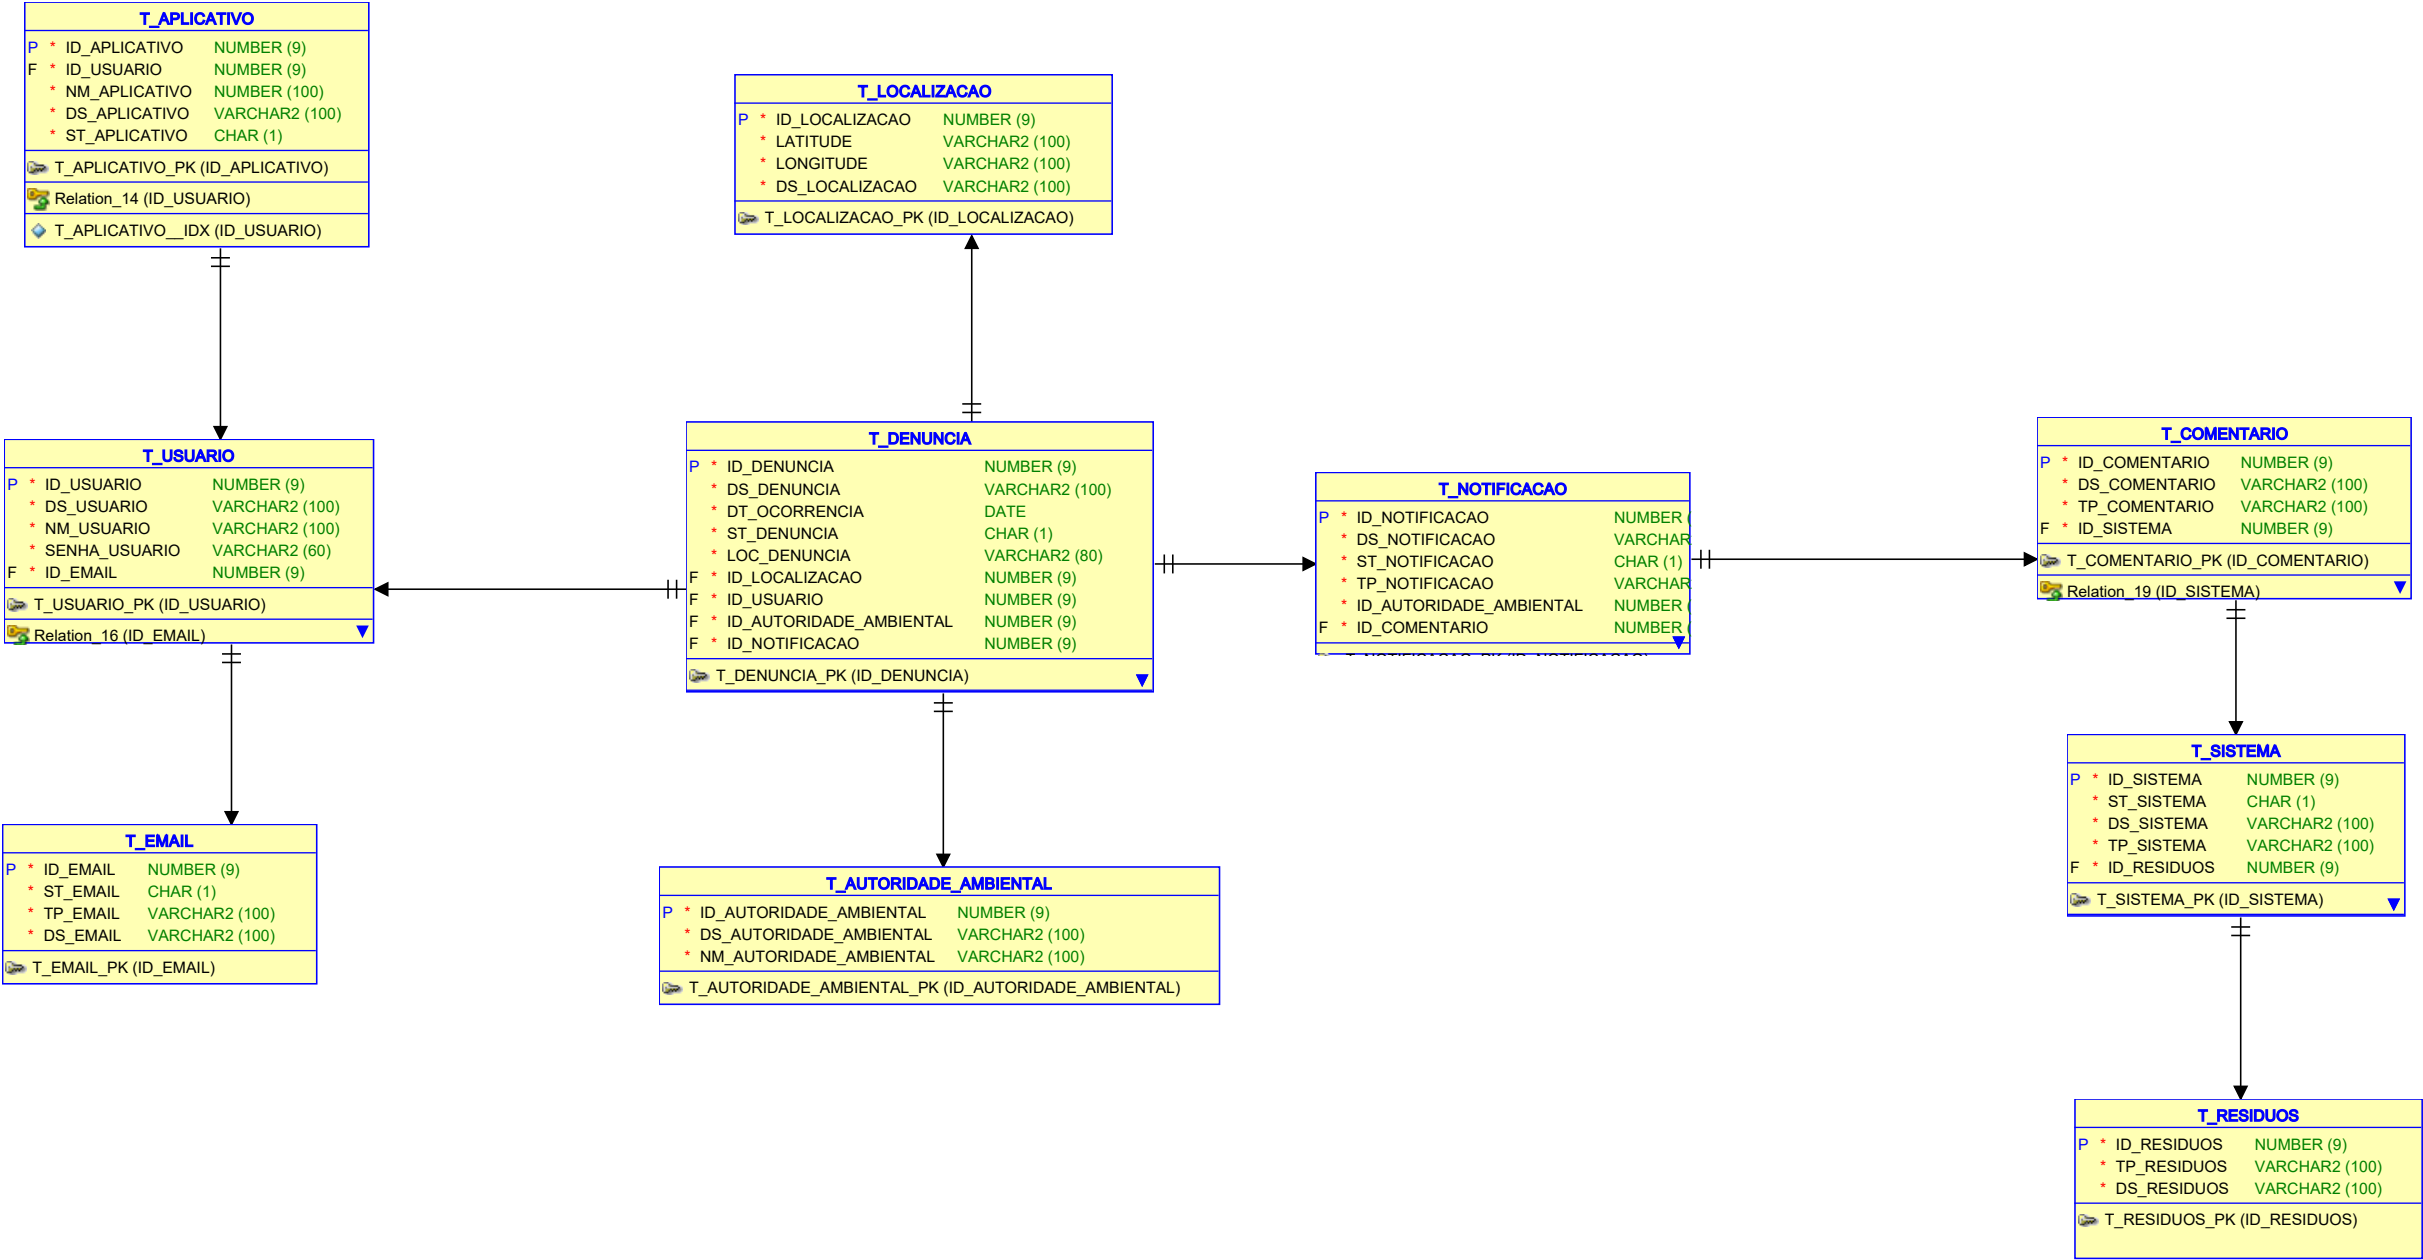 T_APLICATIVO
P * ID_APLICATIVO NUMBER (9)
F * ID_USUARIO NUMBER (9)
* NM_APLICATIVO NUMBER (100)
* DS_APLICATIVO VARCHAR2 (100)
* ST_APLICATIVO CHAR (1)
T_APLICATIVO_PK (ID_APLICATIVO)
Relation_14 (ID_USUARIO)
T_APLICATIVO__IDX (ID_USUARIO)
T_LOCALIZACAO
P * ID_LOCALIZACAO NUMBER (9)
* LATITUDE VARCHAR2 (100)
* LONGITUDE VARCHAR2 (100)
* DS_LOCALIZACAO VARCHAR2 (100)
T_LOCALIZACAO_PK (ID_LOCALIZACAO)
T_USUARIO
P * ID_USUARIO NUMBER (9)
* DS_USUARIO VARCHAR2 (100)
* NM_USUARIO VARCHAR2 (100)
* SENHA_USUARIO VARCHAR2 (60)
F * ID_EMAIL NUMBER (9)
T_USUARIO_PK (ID_USUARIO)
Relation_16 (ID_EMAIL)
T_DENUNCIA
P * ID_DENUNCIA NUMBER (9)
* DS_DENUNCIA VARCHAR2 (100)
* DT_OCORRENCIA DATE
* ST_DENUNCIA CHAR (1)
* LOC_DENUNCIA VARCHAR2 (80)
F * ID_LOCALIZACAO NUMBER (9)
F * ID_USUARIO NUMBER (9)
F * ID_AUTORIDADE_AMBIENTAL NUMBER (9)
F * ID_NOTIFICACAO NUMBER (9)
T_DENUNCIA_PK (ID_DENUNCIA)
T_NOTIFICACAO
P * ID_NOTIFICACAO NUMBER (
* DS_NOTIFICACAO VARCHAR
* ST_NOTIFICACAO CHAR (1)
* TP_NOTIFICACAO VARCHAR
* ID_AUTORIDADE_AMBIENTAL NUMBER (
F * ID_COMENTARIO NUMBER (
T_COMENTARIO
P * ID_COMENTARIO NUMBER (9)
* DS_COMENTARIO VARCHAR2 (100)
* TP_COMENTARIO VARCHAR2 (100)
F * ID_SISTEMA NUMBER (9)
T_COMENTARIO_PK (ID_COMENTARIO)
Relation_19 (ID_SISTEMA)
T_SISTEMA
P * ID_SISTEMA NUMBER (9)
* ST_SISTEMA CHAR (1)
* DS_SISTEMA VARCHAR2 (100)
* TP_SISTEMA VARCHAR2 (100)
F * ID_RESIDUOS NUMBER (9)
T_SISTEMA_PK (ID_SISTEMA)
T_EMAIL
P * ID_EMAIL NUMBER (9)
* ST_EMAIL CHAR (1)
* TP_EMAIL VARCHAR2 (100)
* DS_EMAIL VARCHAR2 (100)
T_EMAIL_PK (ID_EMAIL)
T_AUTORIDADE_AMBIENTAL
P * ID_AUTORIDADE_AMBIENTAL NUMBER (9)
* DS_AUTORIDADE_AMBIENTAL VARCHAR2 (100)
* NM_AUTORIDADE_AMBIENTAL VARCHAR2 (100)
T_AUTORIDADE_AMBIENTAL_PK (ID_AUTORIDADE_AMBIENTAL)
T_RESIDUOS
P * ID_RESIDUOS NUMBER (9)
* TP_RESIDUOS VARCHAR2 (100)
* DS_RESIDUOS VARCHAR2 (100)
T_RESIDUOS_PK (ID_RESIDUOS)